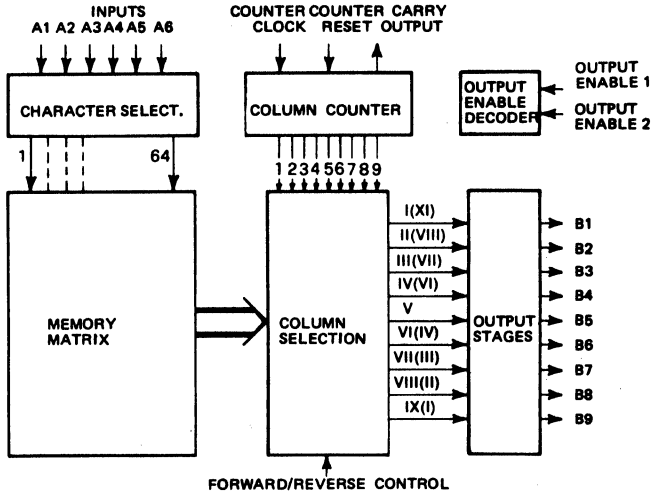 INPUTS
A1 A2 A3 A4 A5 A6
COUNTER COUNTER CARRY
CLOCK RESET OUTPUT
CHARACTER SELECT.
COLUMN COUNTER
OUTPUT
ENABLE
DECODER
OUTPUT
ENABLE 1
OUTPUT
ENABLE 2
1 64
1 2 3 4 5 6 7 8 9
MEMORY
MATRIX
COLUMN
SELECTION
I(XI)
II(VIII)
III(VII)
IV(VI)
V
VI(IV)
VII(III)
VIII(II)
IX(I)
OUTPUT
STAGES
B1
B2
B3
B4
B5
B6
B7
B8
B9
FORWARD/REVERSE CONTROL